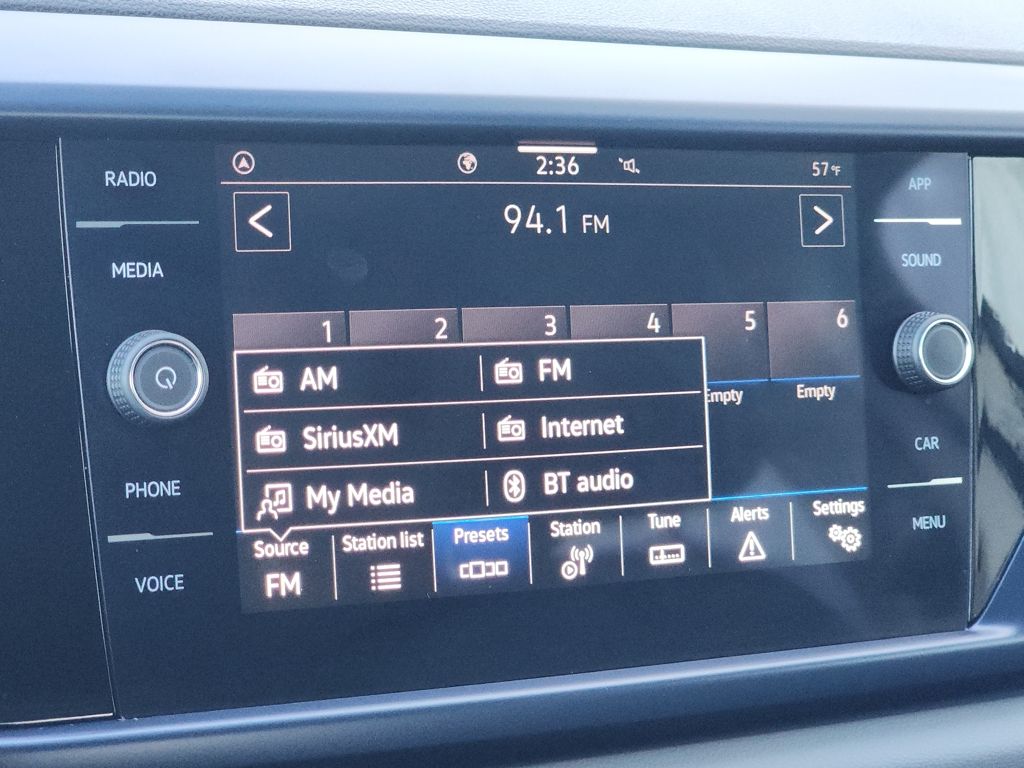 RADIO
MEDIA
PHONE
VOICE
2:36
57°F
94.1 FM
1 2 3 4 5 6
AM FM
SiriusXM Internet
My Media BT audio
Empty Empty
Source Station list Presets Station Tune Alerts Settings
FM
APP
SOUND
CAR
MENU